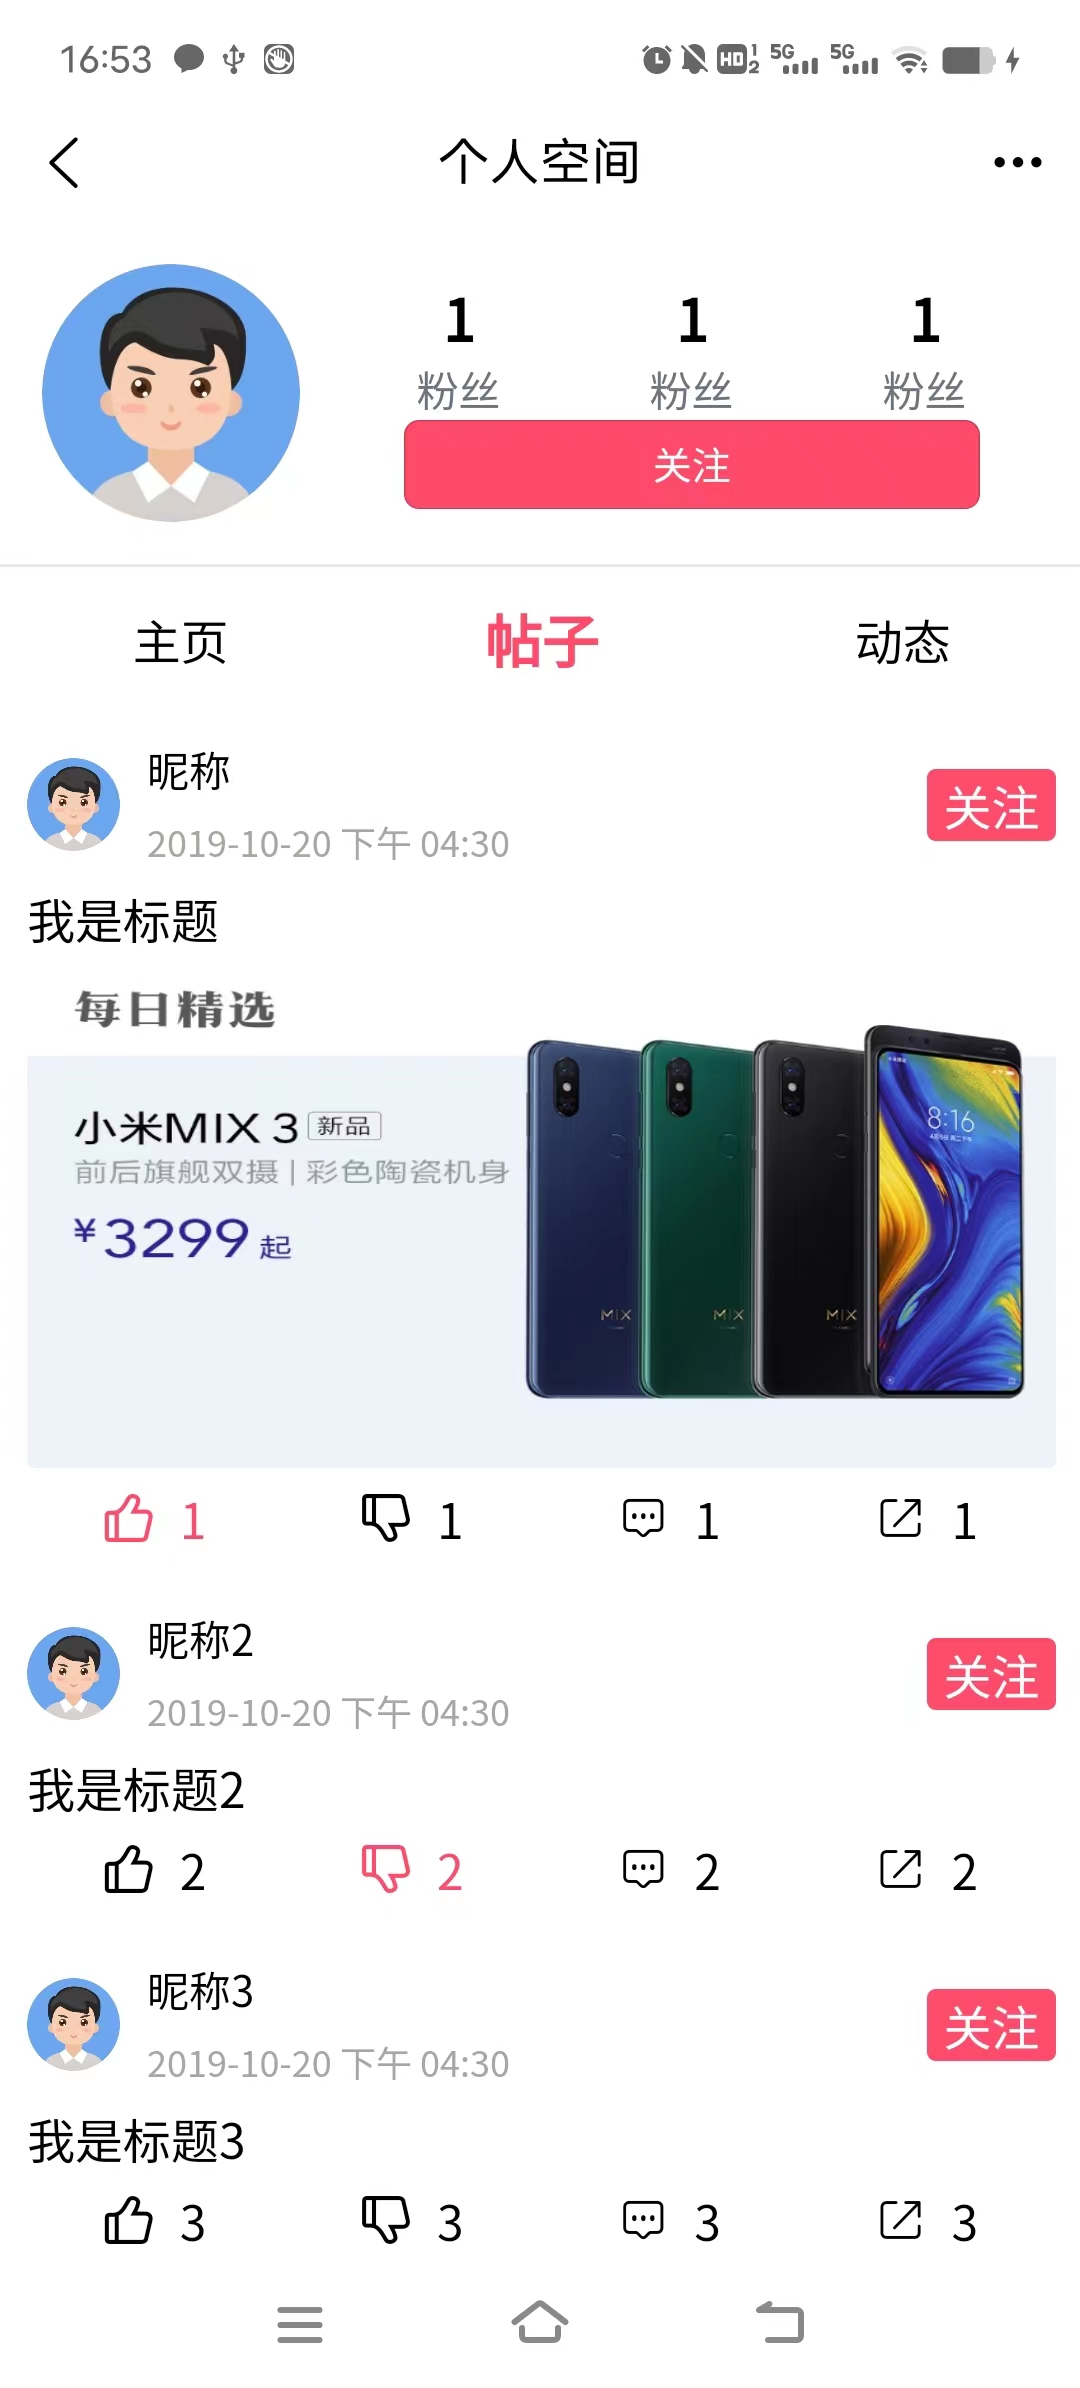 16:53
HD 1 2 5G 5G
个人空间
1 1 1
粉丝 粉丝 粉丝
关注
主页 帖子 动态
昵称
关注
2019-10-20 下午 04:30
我是标题
每日精选
小米MIX 3 新品
前后旗舰双摄 | 彩色陶瓷机身
¥3299 起
8:16
MIX MIX MIX
1 1 1 1
昵称2
关注
2019-10-20 下午 04:30
我是标题2
2 2 2 2
昵称3
关注
2019-10-20 下午 04:30
我是标题3
3 3 3 3